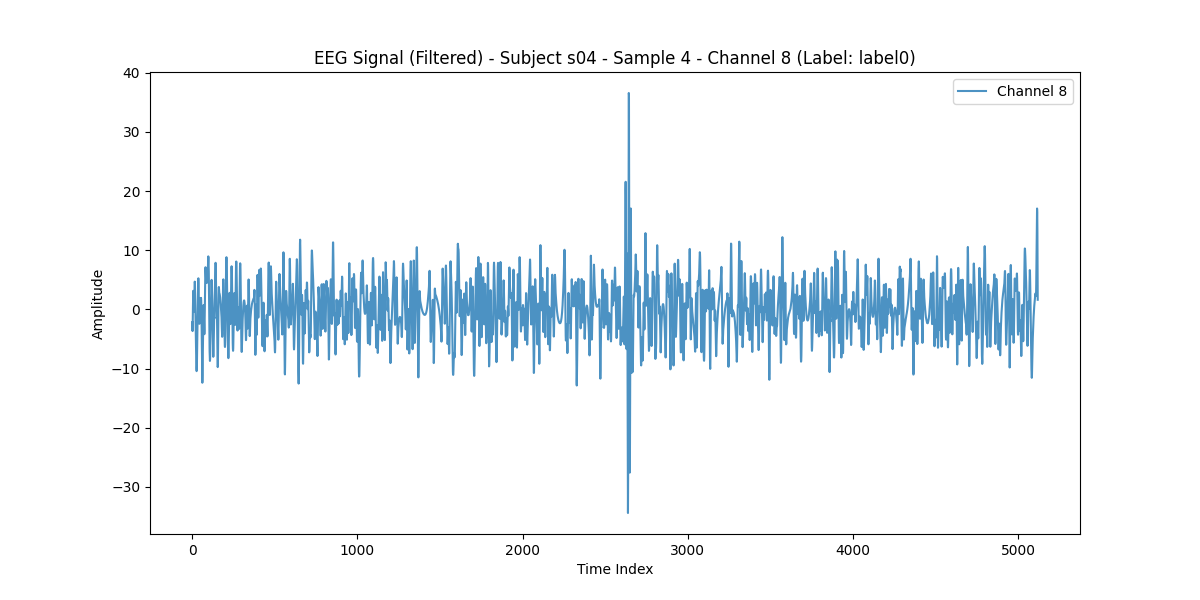 EEG Signal (Filtered) - Subject s04 - Sample 4 - Channel 8 (Label: label0)
Channel 8
40
30
20
10
0
−10
−20
−30
Amplitude
0 1000 2000 3000 4000 5000
Time Index